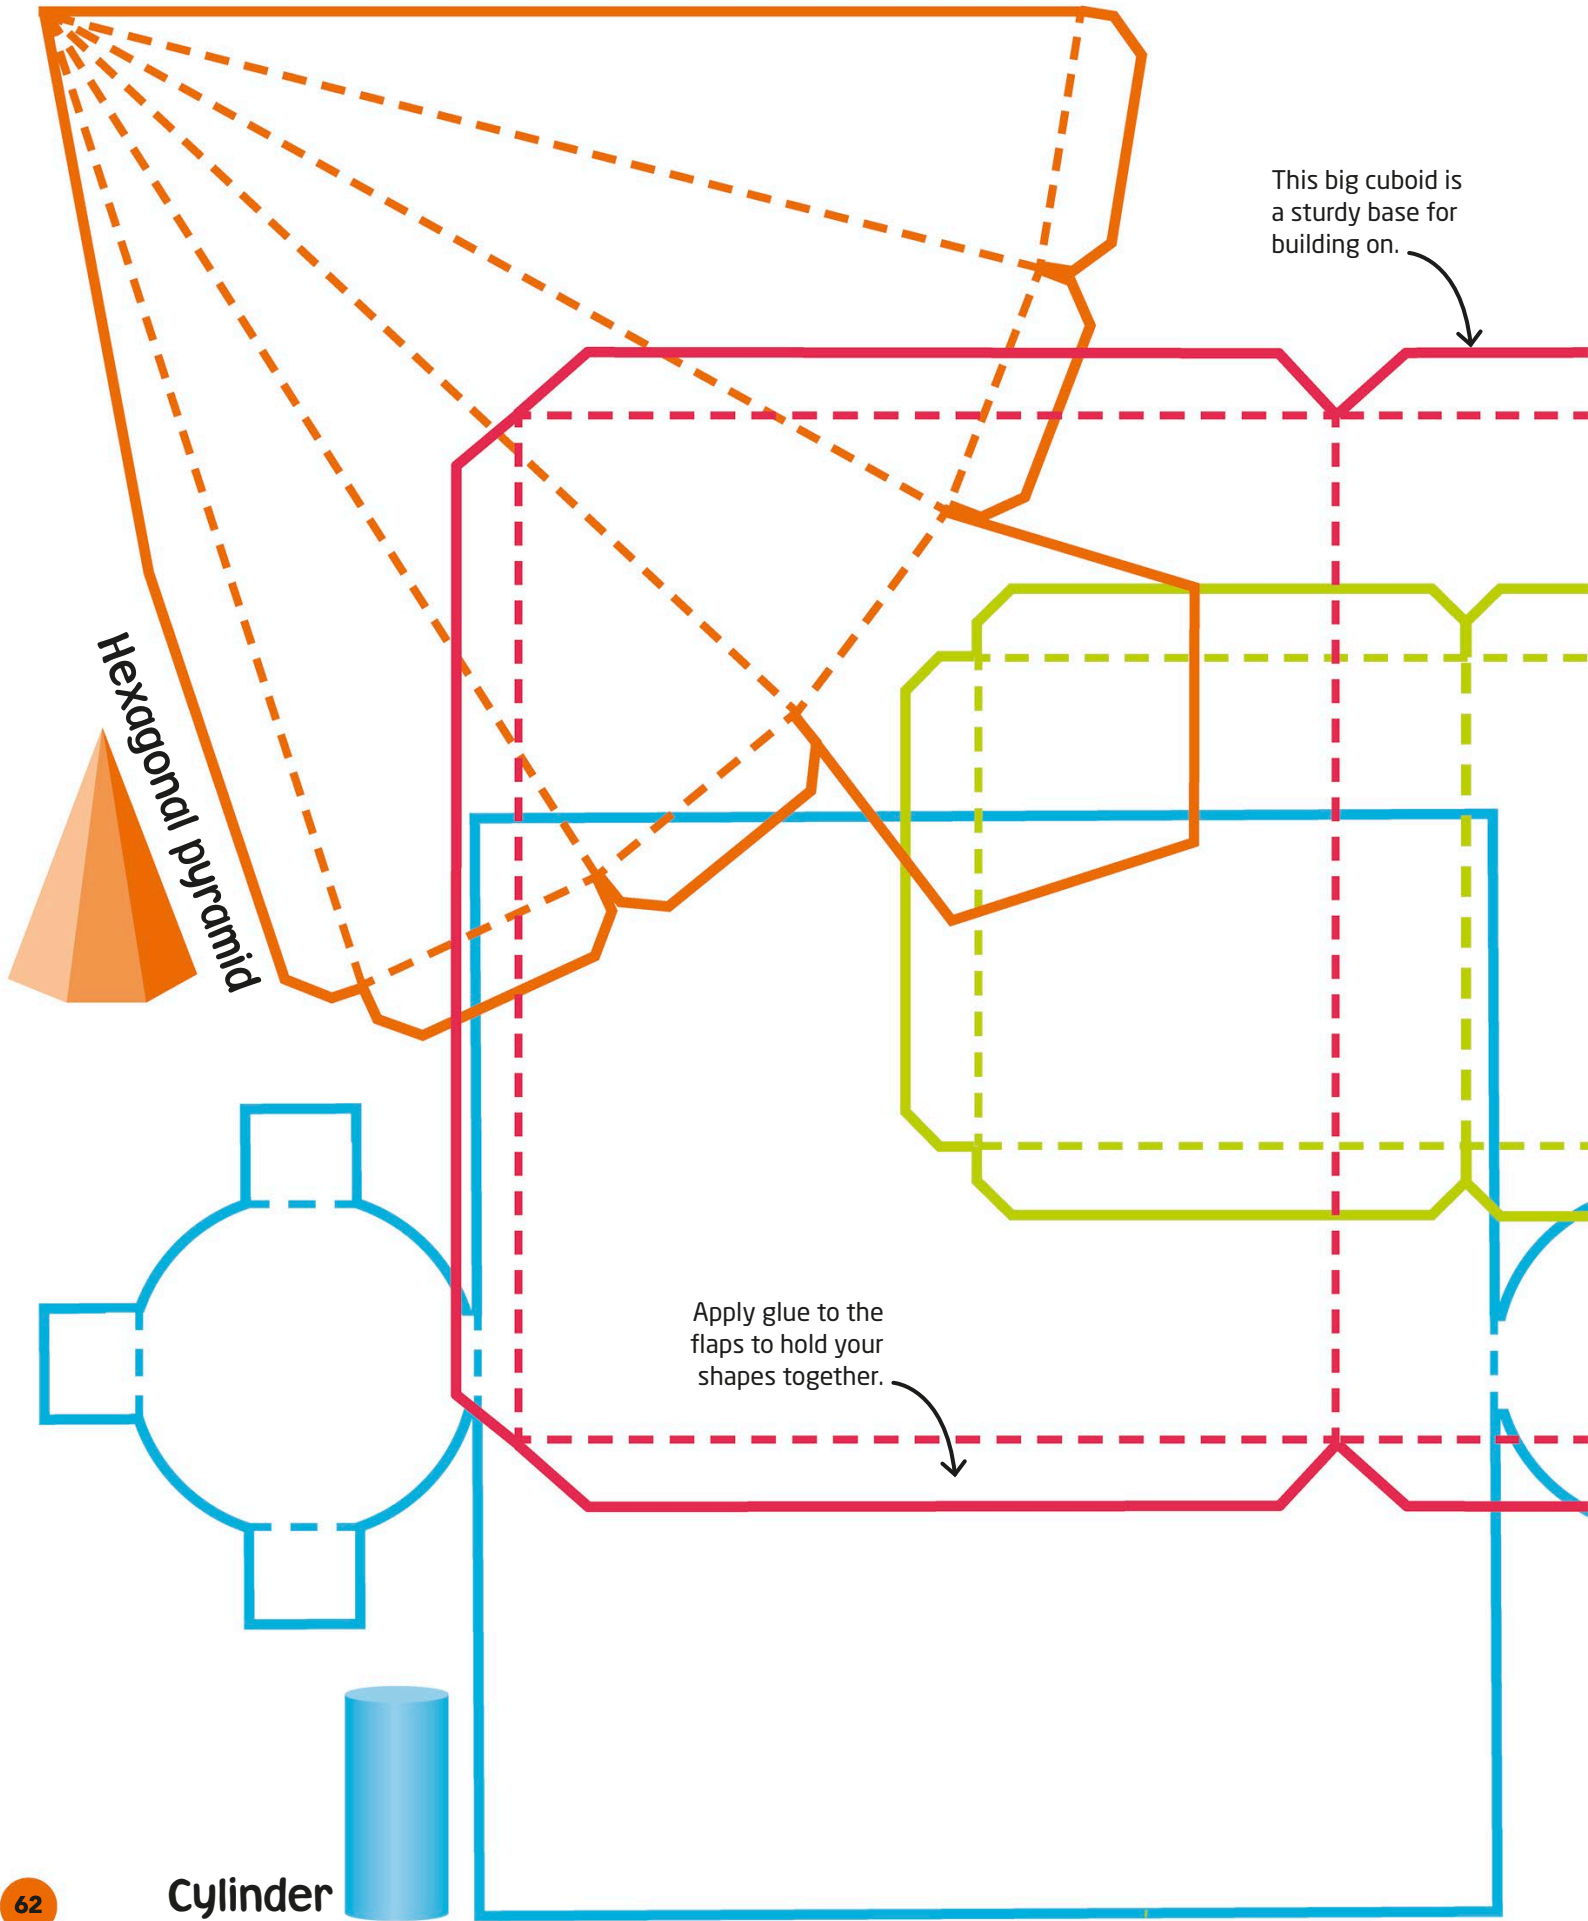 This big cuboid is
a sturdy base for
building on.
Hexagonal pyramid
Apply glue to the
flaps to hold your
shapes together.
Cylinder
62